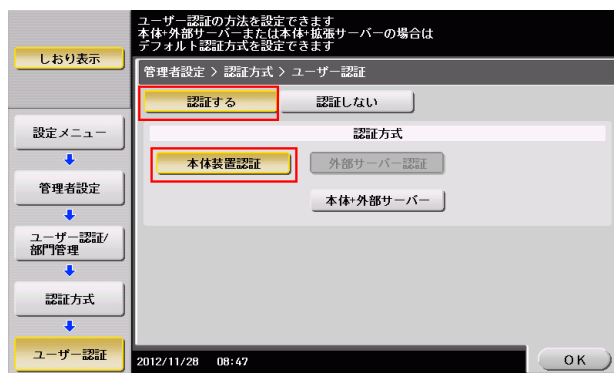 ユーザー認証の方法を設定できます
本体+外部サーバーまたは本体+拡張サーバーの場合は
デフォルト認証方式を設定できます
しおり表示
管理者設定 > 認証方式 > ユーザー認証
認証する
認証しない
設定メニュー
認証方式
本体装置認証
外部サーバー認証
管理者設定
本体+外部サーバー
ユーザー認証/
部門管理
認証方式
ユーザー認証
2012/11/28 08:47
OK